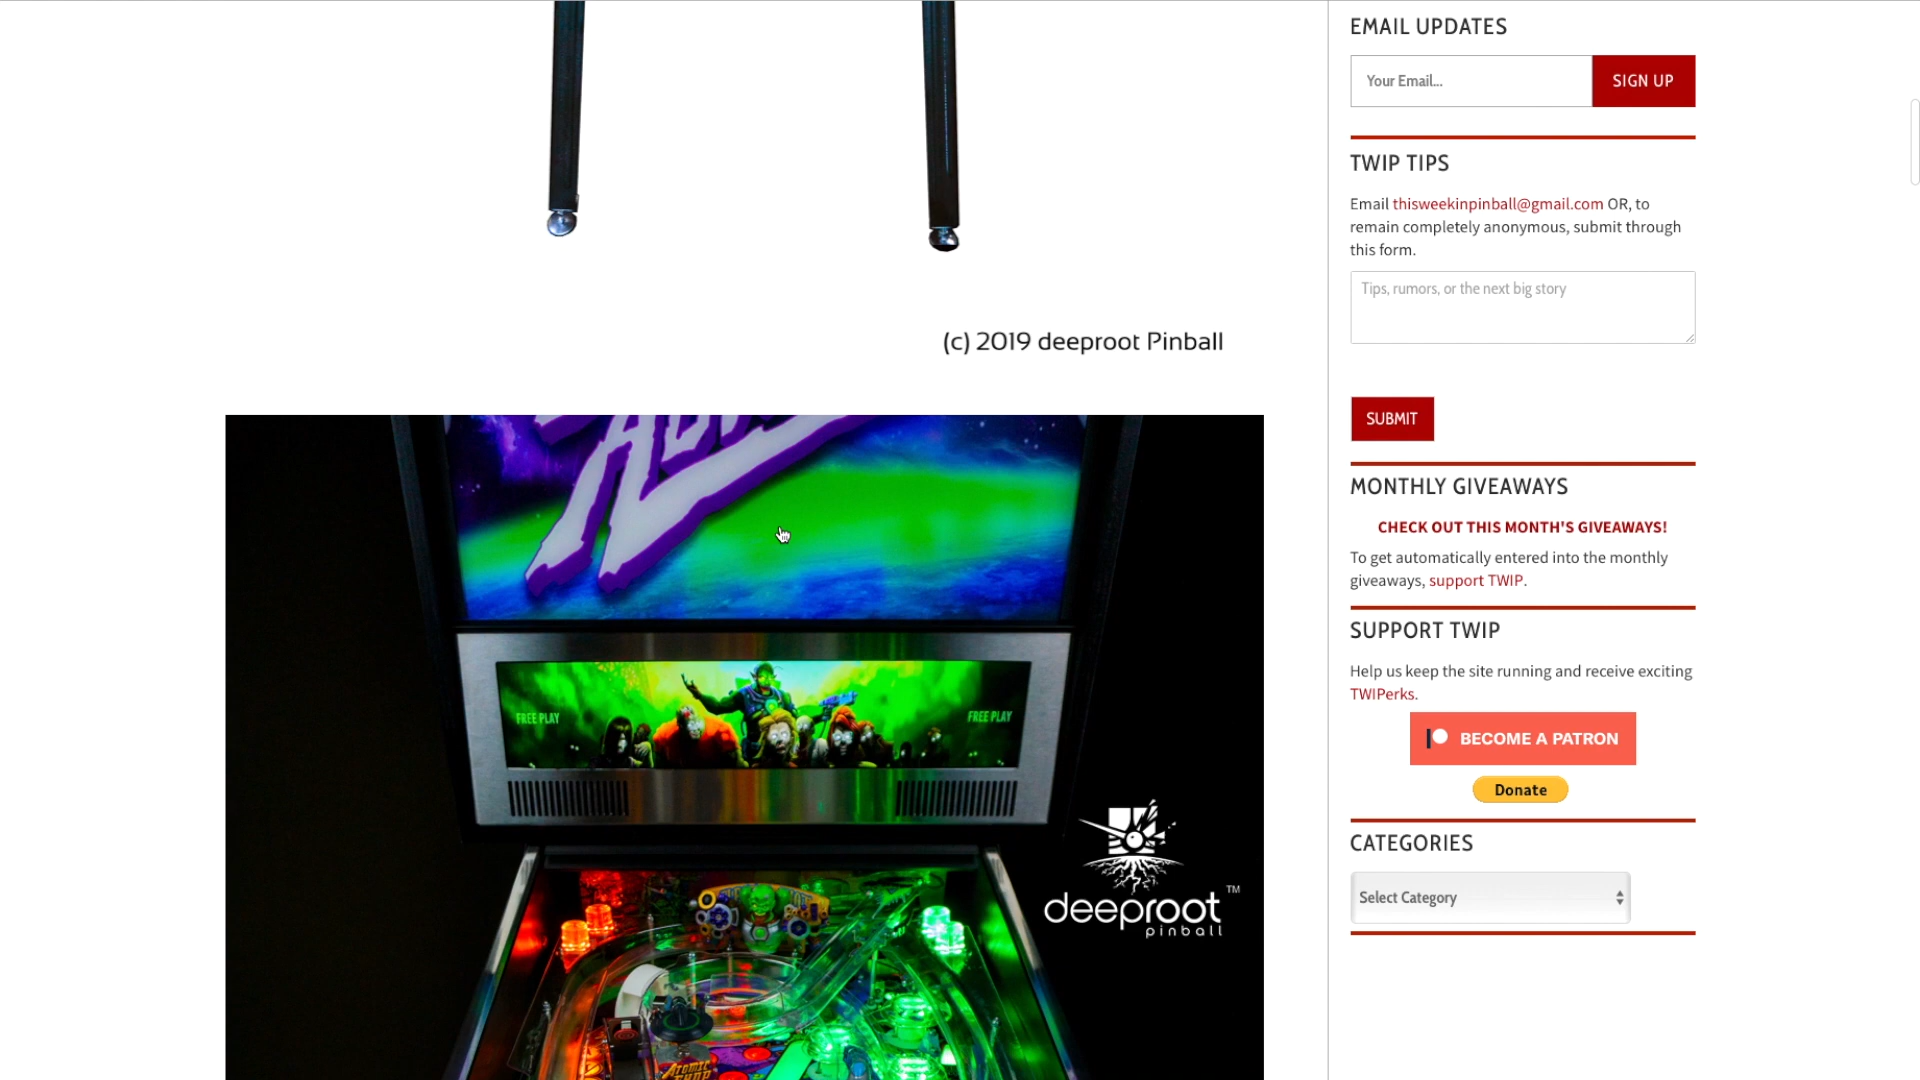 (c) 2019 deeproot Pinball
FREE PLAY
FREE PLAY
deeproot™
pinball
EMAIL UPDATES
Your Email...
SIGN UP
TWIP TIPS
Email thisweekinpinball@gmail.com OR, to
remain completely anonymous, submit through
this form.
Tips, rumors, or the next big story
SUBMIT
MONTHLY GIVEAWAYS
CHECK OUT THIS MONTH'S GIVEAWAYS!
To get automatically entered into the monthly
giveaways, support TWIP.
SUPPORT TWIP
Help us keep the site running and receive exciting
TWIPerks.
BECOME A PATRON
Donate
CATEGORIES
Select Category